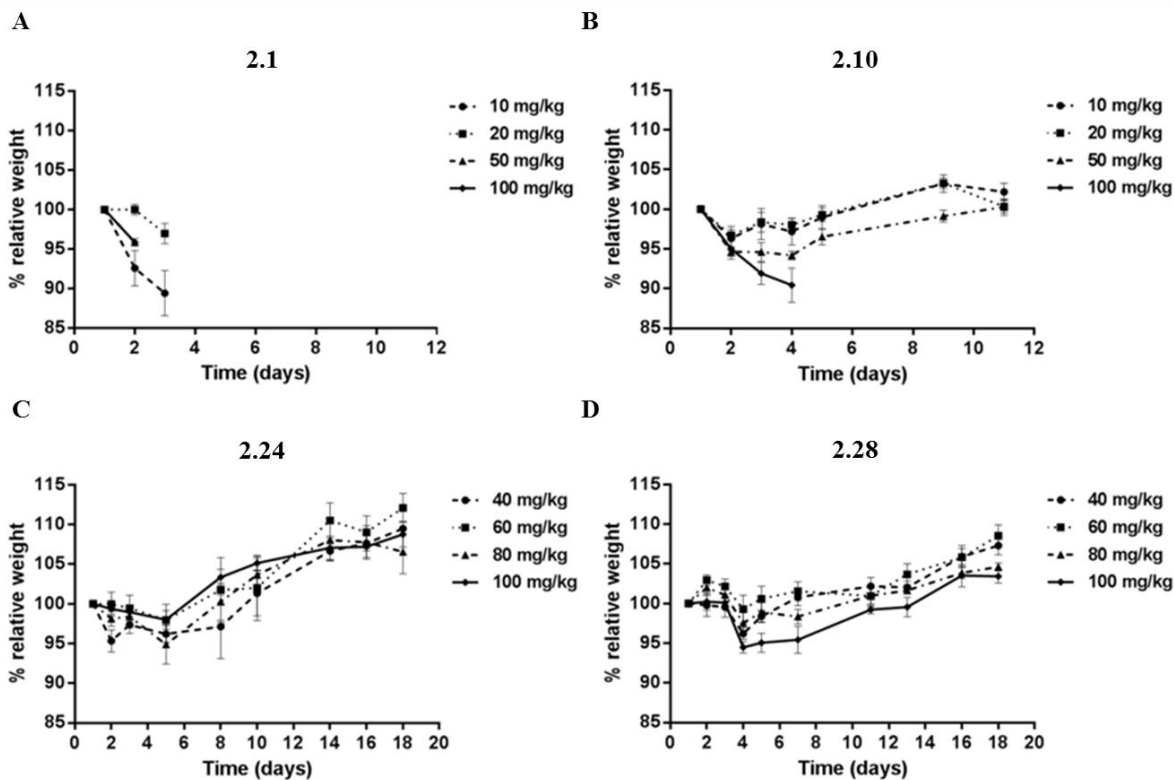 A
2.1
115
110
105
100
95
90
85
% relative weight
0 2 4 6 8 10 12
Time (days)
10 mg/kg
20 mg/kg
50 mg/kg
100 mg/kg
B
2.10
115
110
105
100
95
90
85
% relative weight
0 2 4 6 8 10 12
Time (days)
10 mg/kg
20 mg/kg
50 mg/kg
100 mg/kg
C
2.24
115
110
105
100
95
90
85
% relative weight
0 2 4 6 8 10 12 14 16 18 20
Time (days)
40 mg/kg
60 mg/kg
80 mg/kg
100 mg/kg
D
2.28
115
110
105
100
95
90
85
% relative weight
0 2 4 6 8 10 12 14 16 18 20
Time (days)
40 mg/kg
60 mg/kg
80 mg/kg
100 mg/kg